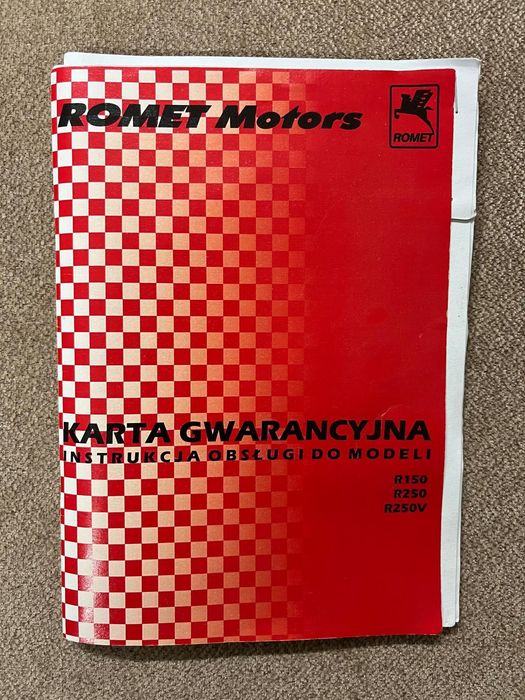 ROMET Motors
ROMET
KARTA GWARANCYJNA
INSTRUKCJA OBSŁUGI DO MODELI
R150
R250
R250V